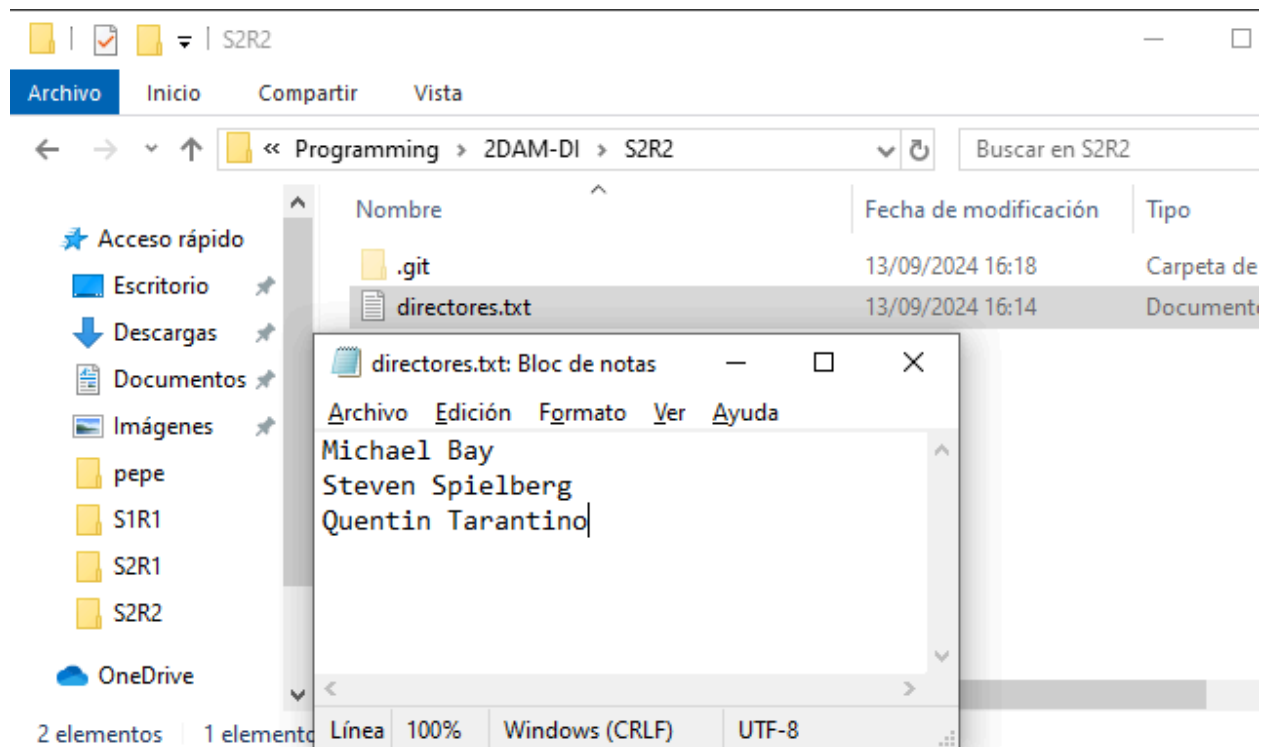 S2R2
Archivo Inicio Compartir Vista
« Programming > 2DAM-DI > S2R2
Buscar en S2R2
Nombre Fecha de modificación Tipo
Acceso rápido
Escritorio
Descargas
Documentos
Imágenes
pepe
S1R1
S2R1
S2R2
OneDrive
.git 13/09/2024 16:18 Carpeta de
directores.txt 13/09/2024 16:14 Document
directores.txt: Bloc de notas
Archivo Edición Formato Ver Ayuda
Michael Bay
Steven Spielberg
Quentin Tarantino
Línea 100% Windows (CRLF) UTF-8
2 elementos 1 elemento